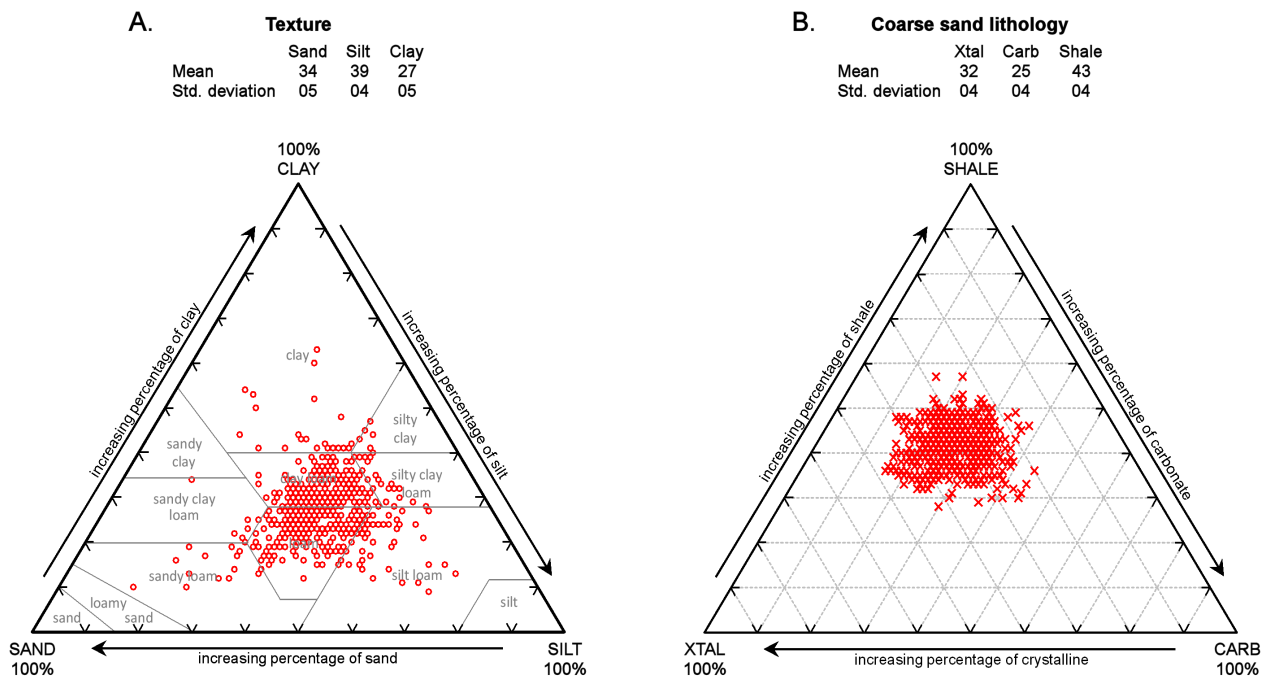 A.
Texture
Sand Silt Clay
Mean 34 39 27
Std. deviation 05 04 05
100%
CLAY
increasing percentage of clay
increasing percentage of silt
clay
silty
clay
sandy
clay
clay loam
silty clay
loam
sandy clay
loam
loam
sandy loam
silt loam
loamy
sand
sand
silt
SAND
100%
increasing percentage of sand
SILT
100%
B.
Coarse sand lithology
Xtal Carb Shale
Mean 32 25 43
Std. deviation 04 04 04
100%
SHALE
increasing percentage of shale
increasing percentage of carbonate
XTAL
100%
increasing percentage of crystalline
CARB
100%